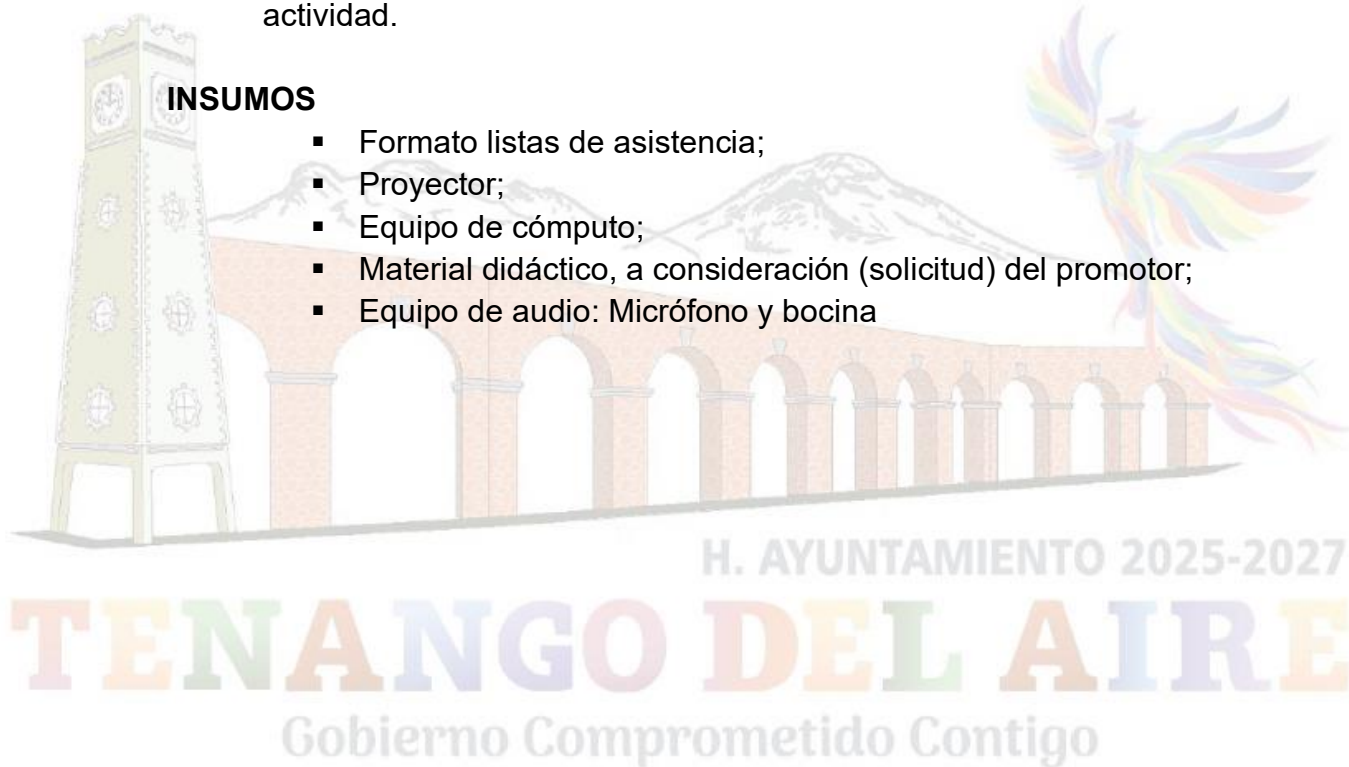 actividad.
INSUMOS
▪ Formato listas de asistencia;
▪ Proyector;
▪ Equipo de cómputo;
▪ Material didáctico, a consideración (solicitud) del promotor;
▪ Equipo de audio: Micrófono y bocina
H. AYUNTAMIENTO 2025-2027
TENANGO DEL AIRE
Gobierno Comprometido Contigo